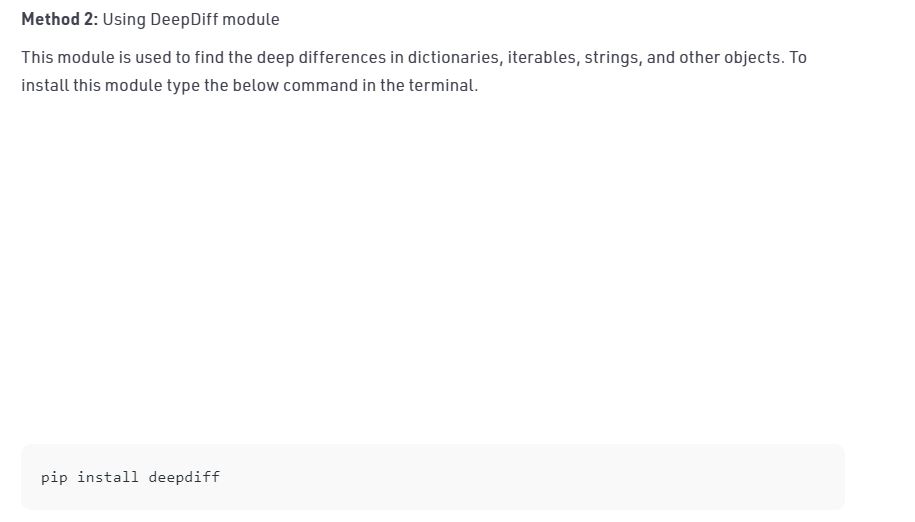 Method 2: Using DeepDiff module
This module is used to find the deep differences in dictionaries, iterables, strings, and other objects. To
install this module type the below command in the terminal.
pip install deepdiff